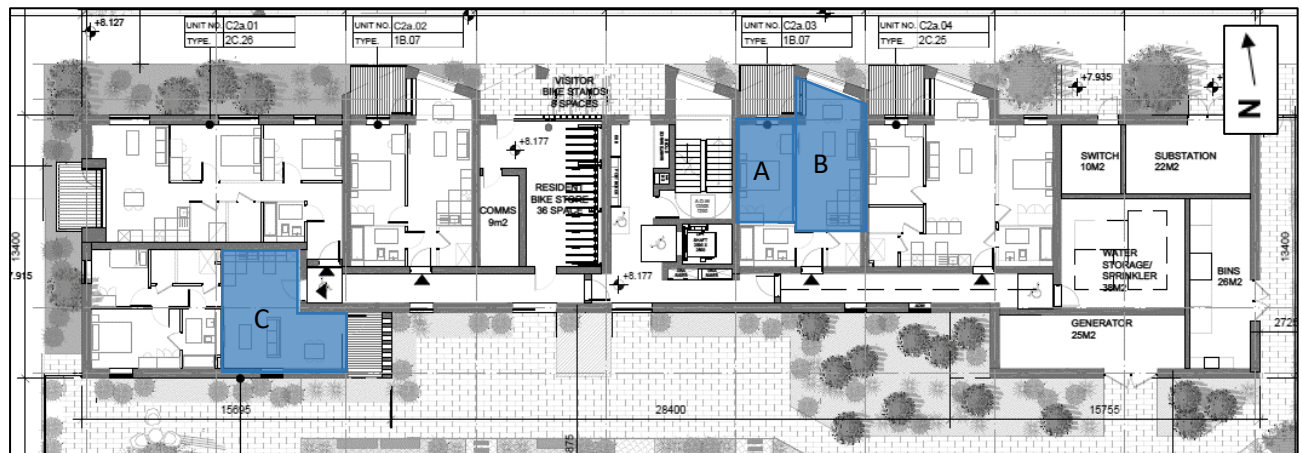 +8.127
UNIT NO. C2a.01
TYPE. 2C.26
UNIT NO. C2a.02
TYPE. 1B.07
UNIT NO. C2a.03
TYPE. 1B.07
UNIT NO. C2a.04
TYPE. 2C.25
N
+7.935
VISITOR
BIKE STANDS
8 SPACES
+8.177
RESIDENT
BIKE STORE
36 SPACE
COMMS
9m2
A
B
SWITCH
10M2
SUBSTATION
22M2
WATER
STORAGE/
SPRINKLER
38M2
BINS
26M2
GENERATOR
25M2
+8.177
13400
7.915
C
13400
2725
15695
28400
15755
875